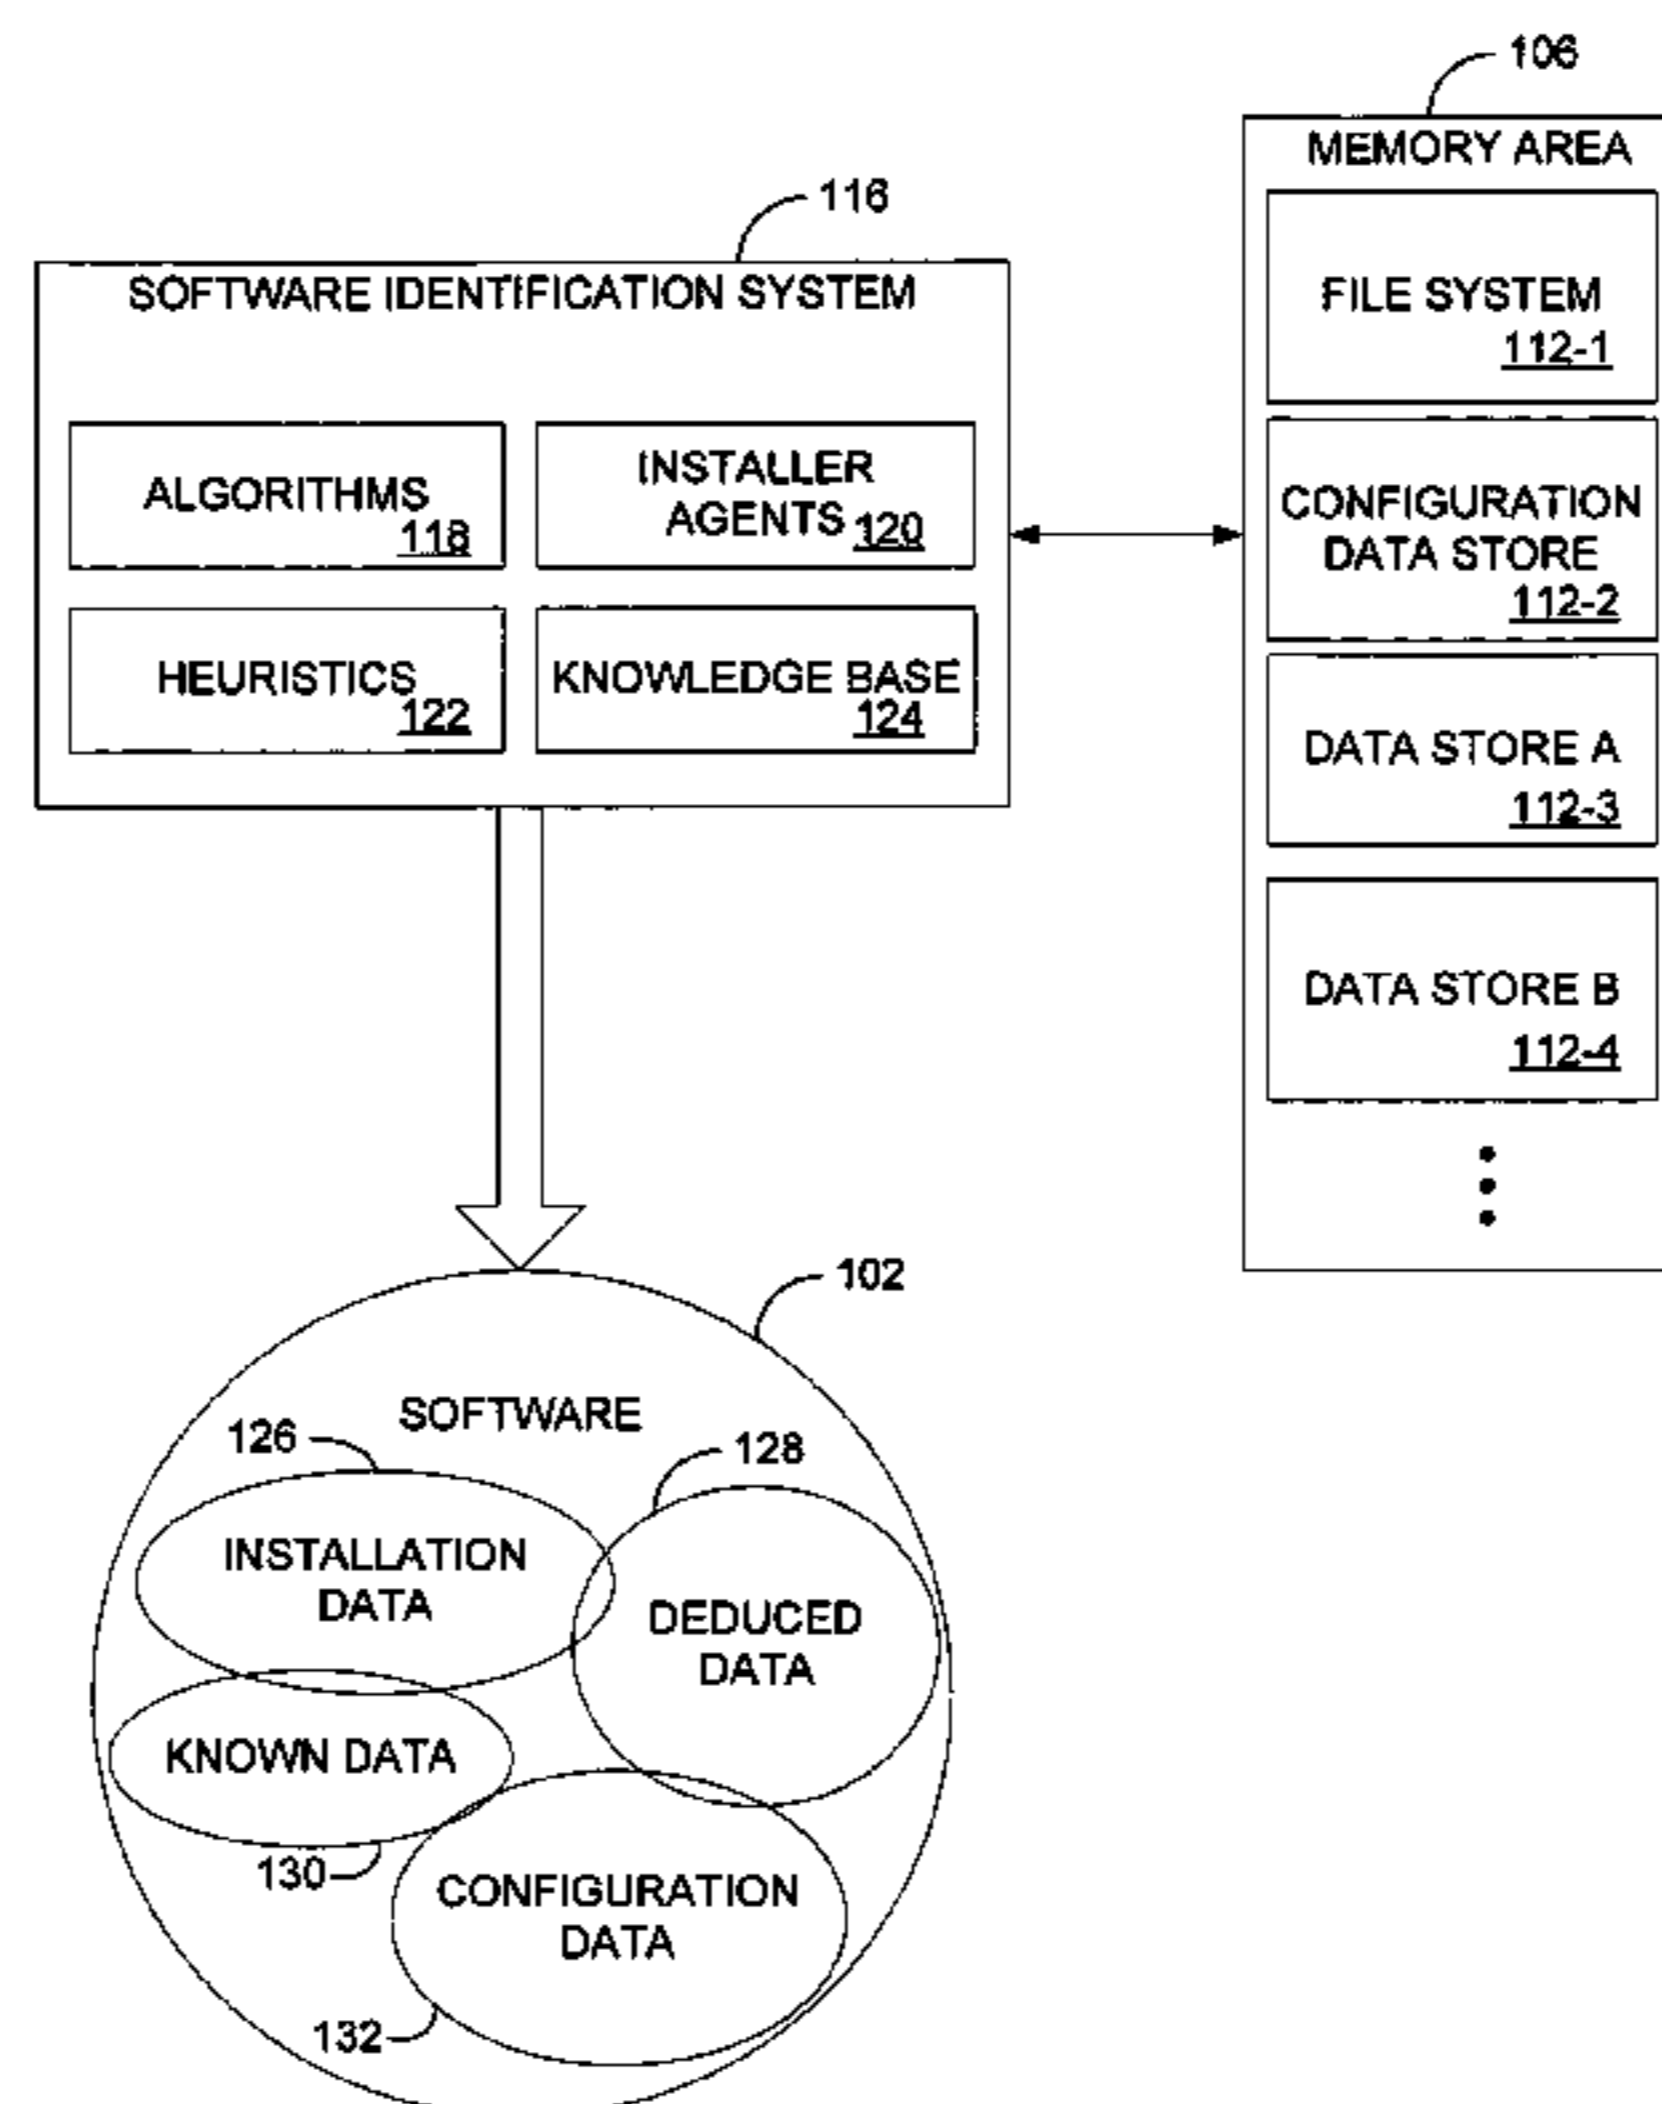 106
MEMORY AREA
FILE SYSTEM
112-1
CONFIGURATION
DATA STORE
112-2
DATA STORE A
112-3
DATA STORE B
112-4
116
SOFTWARE IDENTIFICATION SYSTEM
ALGORITHMS
118
INSTALLER
AGENTS 120
HEURISTICS
122
KNOWLEDGE BASE
124
102
SOFTWARE
126
128
INSTALLATION
DATA
DEDUCED
DATA
KNOWN DATA
130
CONFIGURATION
DATA
132